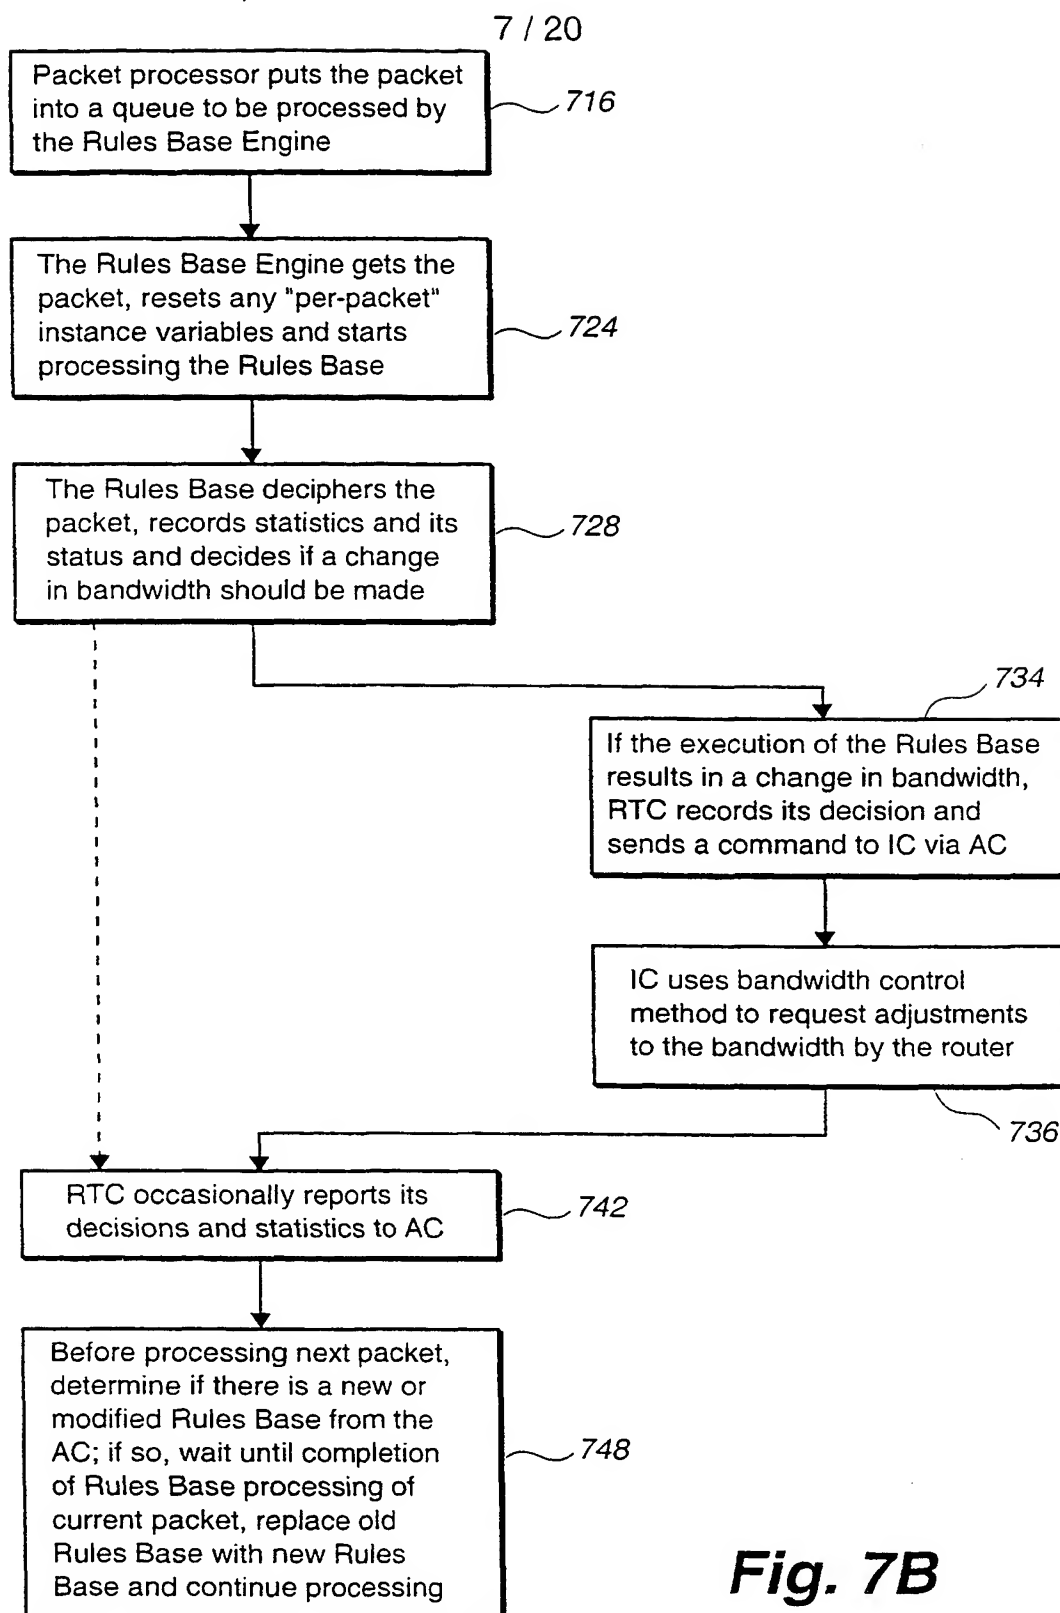 7 / 20
Packet processor puts the packet
into a queue to be processed by
the Rules Base Engine
716
The Rules Base Engine gets the
packet, resets any "per-packet"
instance variables and starts
processing the Rules Base
724
The Rules Base deciphers the
packet, records statistics and its
status and decides if a change
in bandwidth should be made
728
734
If the execution of the Rules Base
results in a change in bandwidth,
RTC records its decision and
sends a command to IC via AC
IC uses bandwidth control
method to request adjustments
to the bandwidth by the router
736
RTC occasionally reports its
decisions and statistics to AC
742
Before processing next packet,
determine if there is a new or
modified Rules Base from the
AC; if so, wait until completion
of Rules Base processing of
current packet, replace old
Rules Base with new Rules
Base and continue processing
748
Fig. 7B